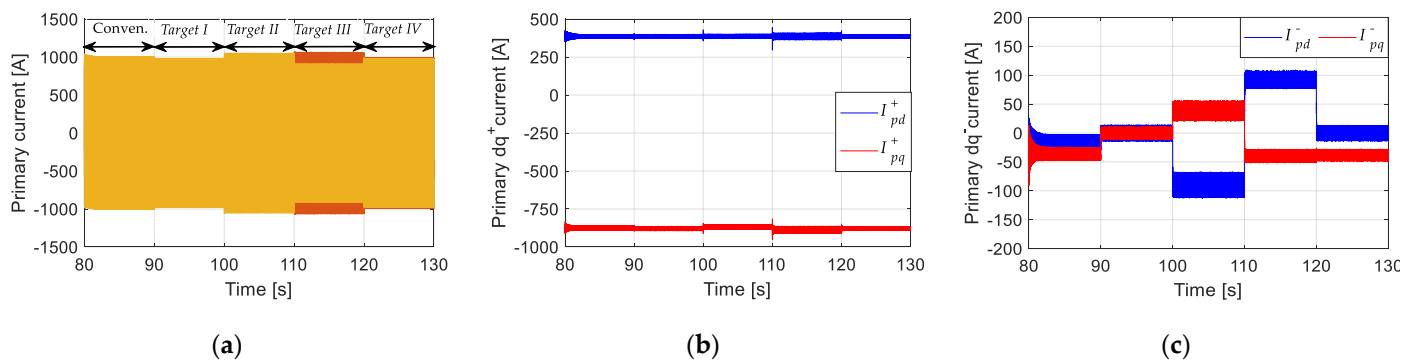 1500
1000
500
0
-500
-1000
-1500
Primary current [A]
Conven. Target I Target II Target III Target IV
80 90 100 110 120 130
Time [s]
(a)
500
250
0
-250
-500
-750
-1000
Primary dq⁺current [A]
I⁺pd
I⁺pq
80 90 100 110 120 130
Time [s]
(b)
200
150
100
50
0
-50
-100
-150
-200
Primary dq⁻current [A]
I⁻pd I⁻pq
80 90 100 110 120 130
Time [s]
(c)